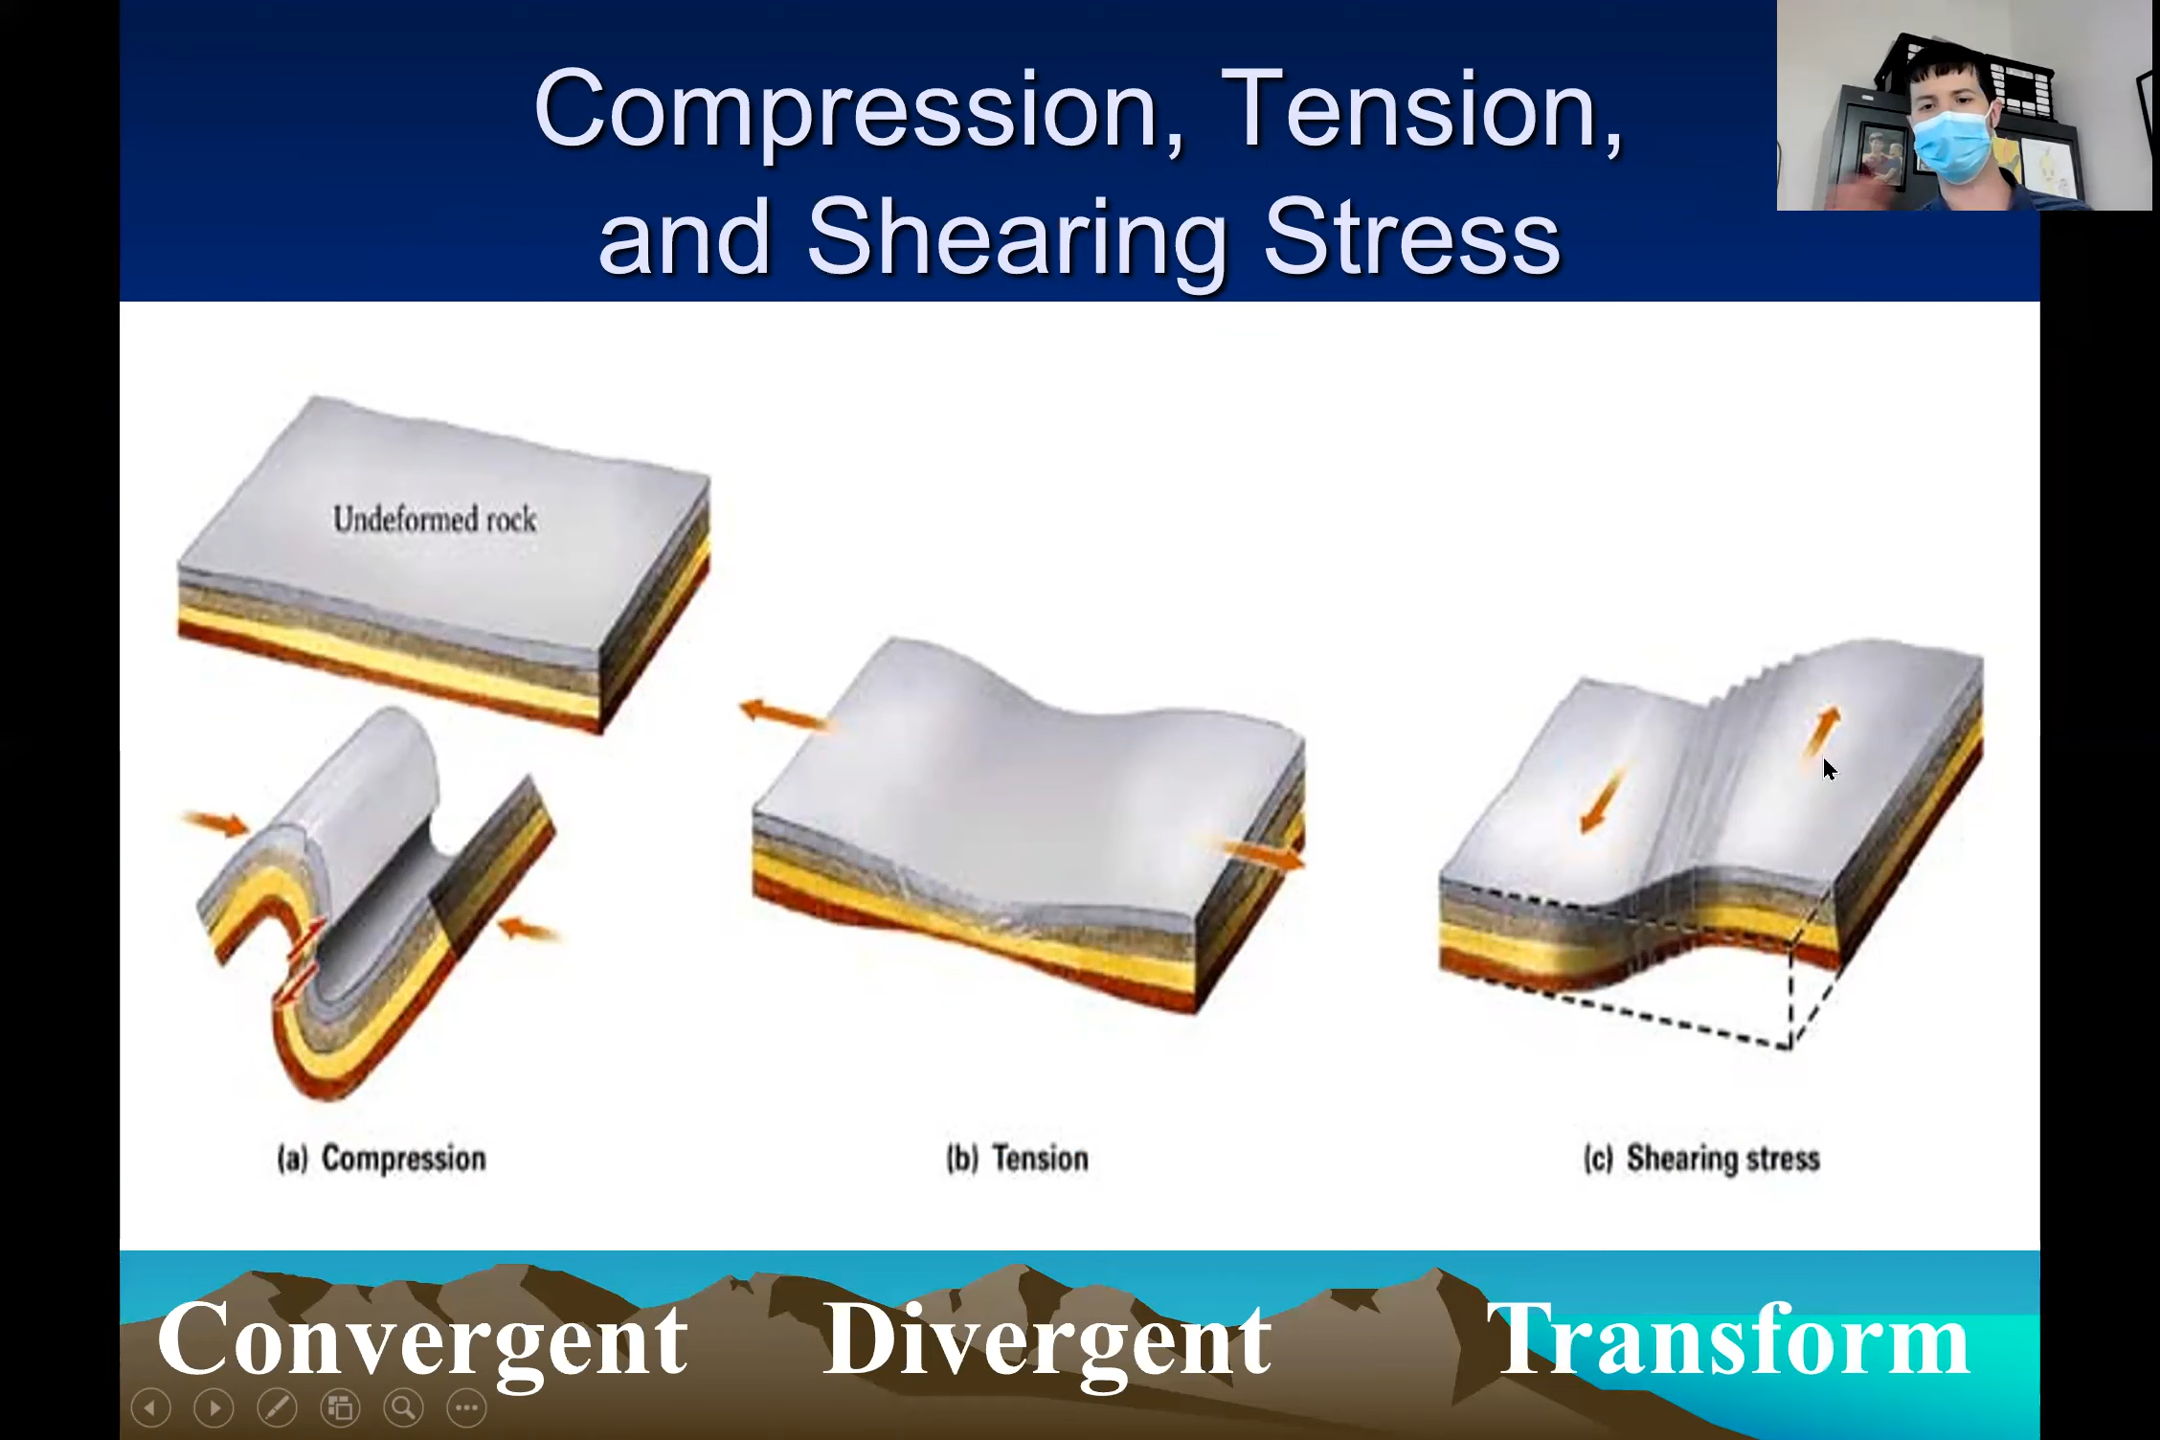 Compression, Tension,
and Shearing Stress
Undeformed rock
(a) Compression
(b) Tension
(c) Shearing stress
Convergent
Divergent
Transform